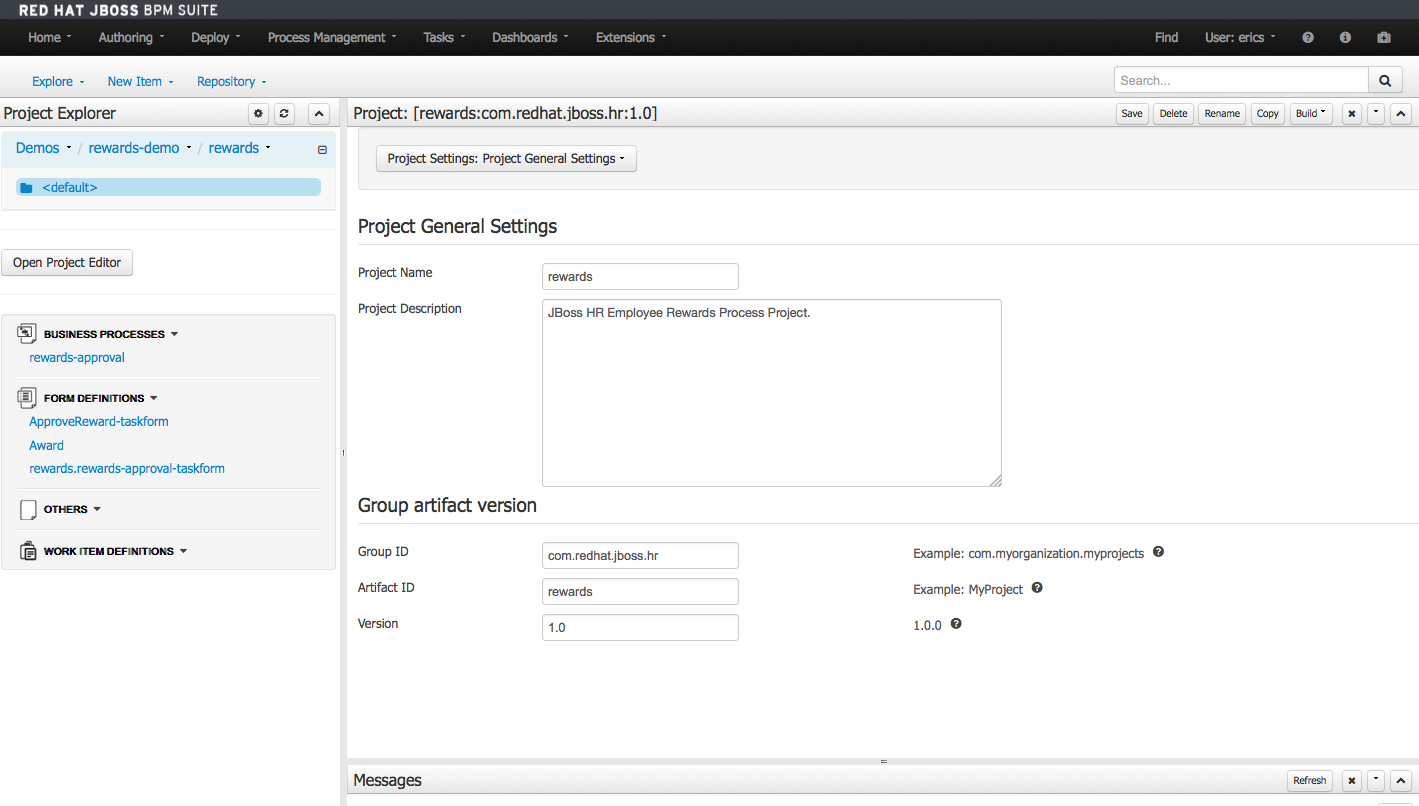 RED HAT JBOSS BPM SUITE
Home Authoring Deploy Process Management Tasks Dashboards Extensions Find User: erics
Explore New Item Repository Search...
Project Explorer
Demos / rewards-demo / rewards
<default>
Open Project Editor
BUSINESS PROCESSES
rewards-approval
FORM DEFINITIONS
ApproveReward-taskform
Award
rewards.rewards-approval-taskform
OTHERS
WORK ITEM DEFINITIONS
Project: [rewards:com.redhat.jboss.hr:1.0] Save Delete Rename Copy Build
Project Settings: Project General Settings
Project General Settings
Project Name rewards
Project Description JBoss HR Employee Rewards Process Project.
Group artifact version
Group ID com.redhat.jboss.hr Example: com.myorganization.myprojects
Artifact ID rewards Example: MyProject
Version 1.0 1.0.0
Messages Refresh